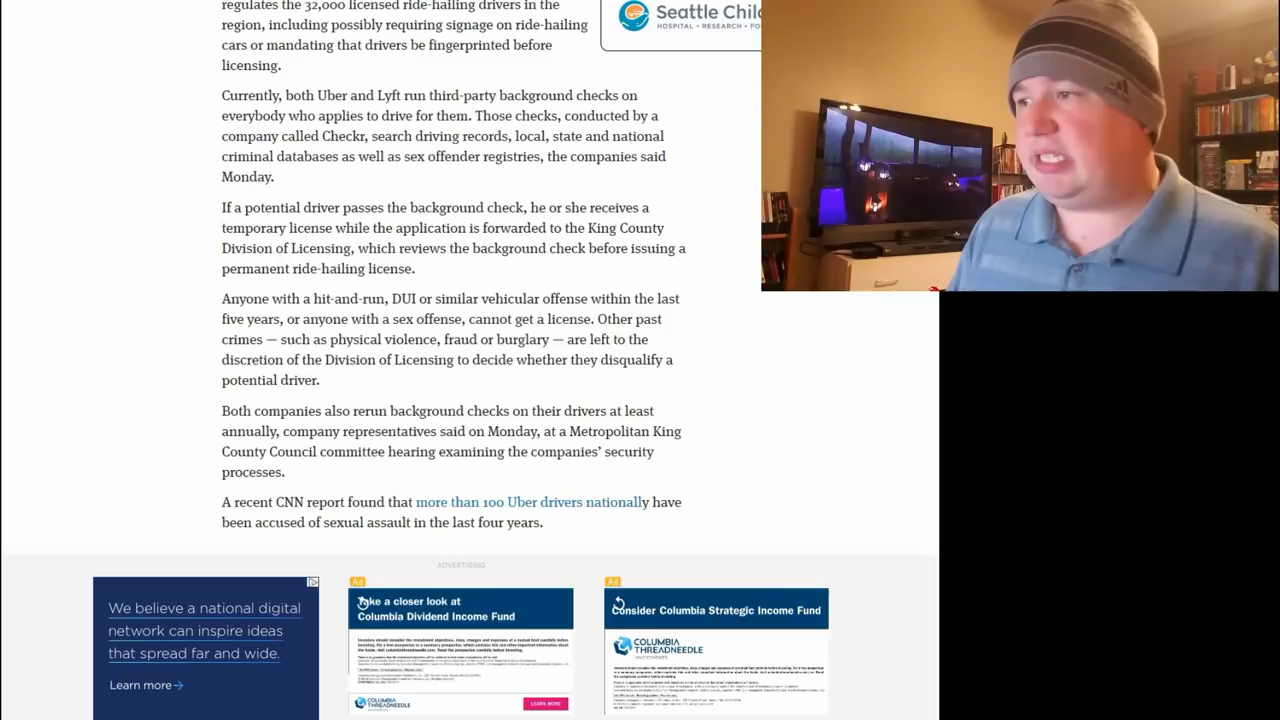 regulates the 32,000 licensed ride-hailing drivers in the
region, including possibly requiring signage on ride-hailing
cars or mandating that drivers be fingerprinted before
licensing.
Seattle Chil
HOSPITAL • RESEARCH • FO
Currently, both Uber and Lyft run third-party background checks on
everybody who applies to drive for them. Those checks, conducted by a
company called Checkr, search driving records, local, state and national
criminal databases as well as sex offender registries, the companies said
Monday.
If a potential driver passes the background check, he or she receives a
temporary license while the application is forwarded to the King County
Division of Licensing, which reviews the background check before issuing a
permanent ride-hailing license.
Anyone with a hit-and-run, DUI or similar vehicular offense within the last
five years, or anyone with a sex offense, cannot get a license. Other past
crimes — such as physical violence, fraud or burglary — are left to the
discretion of the Division of Licensing to decide whether they disqualify a
potential driver.
Both companies also rerun background checks on their drivers at least
annually, company representatives said on Monday, at a Metropolitan King
County Council committee hearing examining the companies' security
processes.
A recent CNN report found that more than 100 Uber drivers nationally have
been accused of sexual assault in the last four years.
ADVERTISING
We believe a national digital
network can inspire ideas
that spread far and wide.
Learn more→
Ad
Take a closer look at
Columbia Dividend Income Fund
COLUMBIA
THREADNEEDLE
LEARN MORE
Ad
Consider Columbia Strategic Income Fund
COLUMBIA
THREADNEEDLE
INVESTMENTS